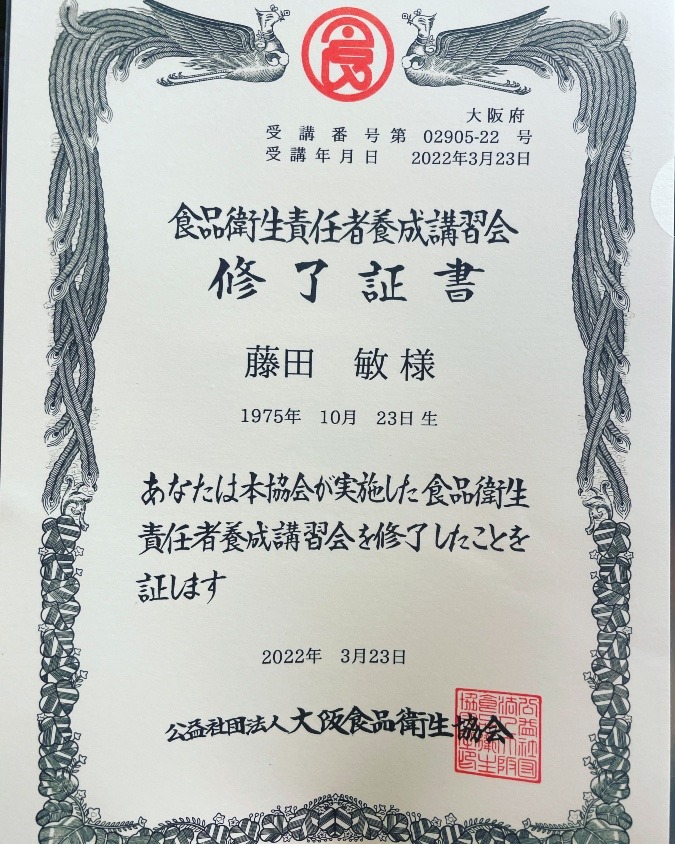 食
大阪府
受講番号第 02905-22 号
受講年月日 2022年3月23日
食品衛生責任者養成講習会
修了証書
藤田 敏様
1975年 10月 23日生
あなたは本協会が実施した食品衛生
責任者養成講習会を修了したことを
証します
2022年 3月23日
公益社団法人大阪食品衛生協会